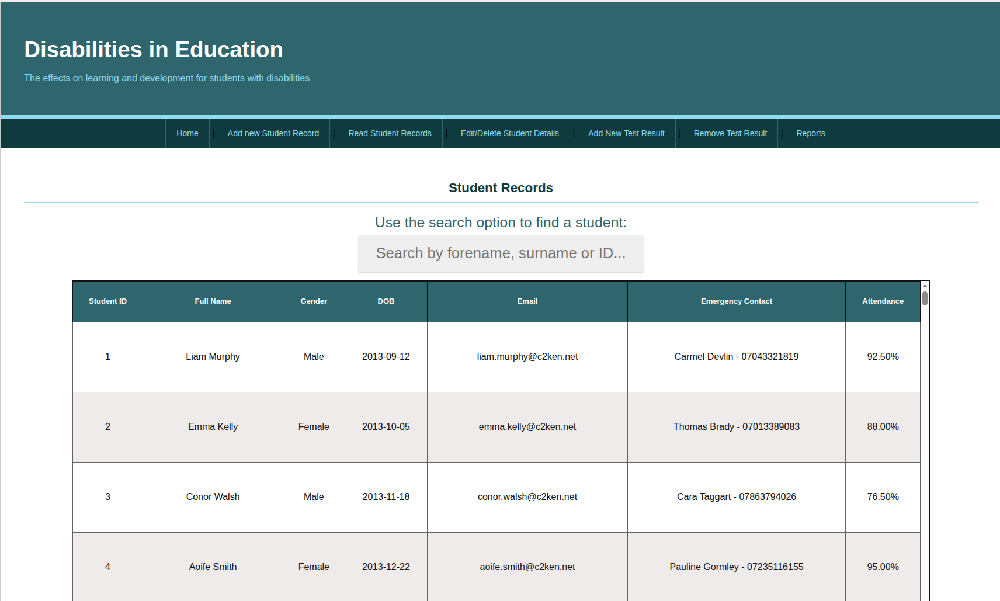 Disabilities in Education
The effects on learning and development for students with disabilities
Home | Add new Student Record | Read Student Records | Edit/Delete Student Details | Add New Test Result | Remove Test Result | Reports
Student Records
Use the search option to find a student:
Search by forename, surname or ID...
Student ID Full Name Gender DOB Email Emergency Contact Attendance
1 Liam Murphy Male 2013-09-12 liam.murphy@c2ken.net Carmel Devlin - 07043321819 92.50%
2 Emma Kelly Female 2013-10-05 emma.kelly@c2ken.net Thomas Brady - 07013389083 88.00%
3 Conor Walsh Male 2013-11-18 conor.walsh@c2ken.net Cara Taggart - 07863794026 76.50%
4 Aoife Smith Female 2013-12-22 aoife.smith@c2ken.net Pauline Gormley - 07235116155 95.00%